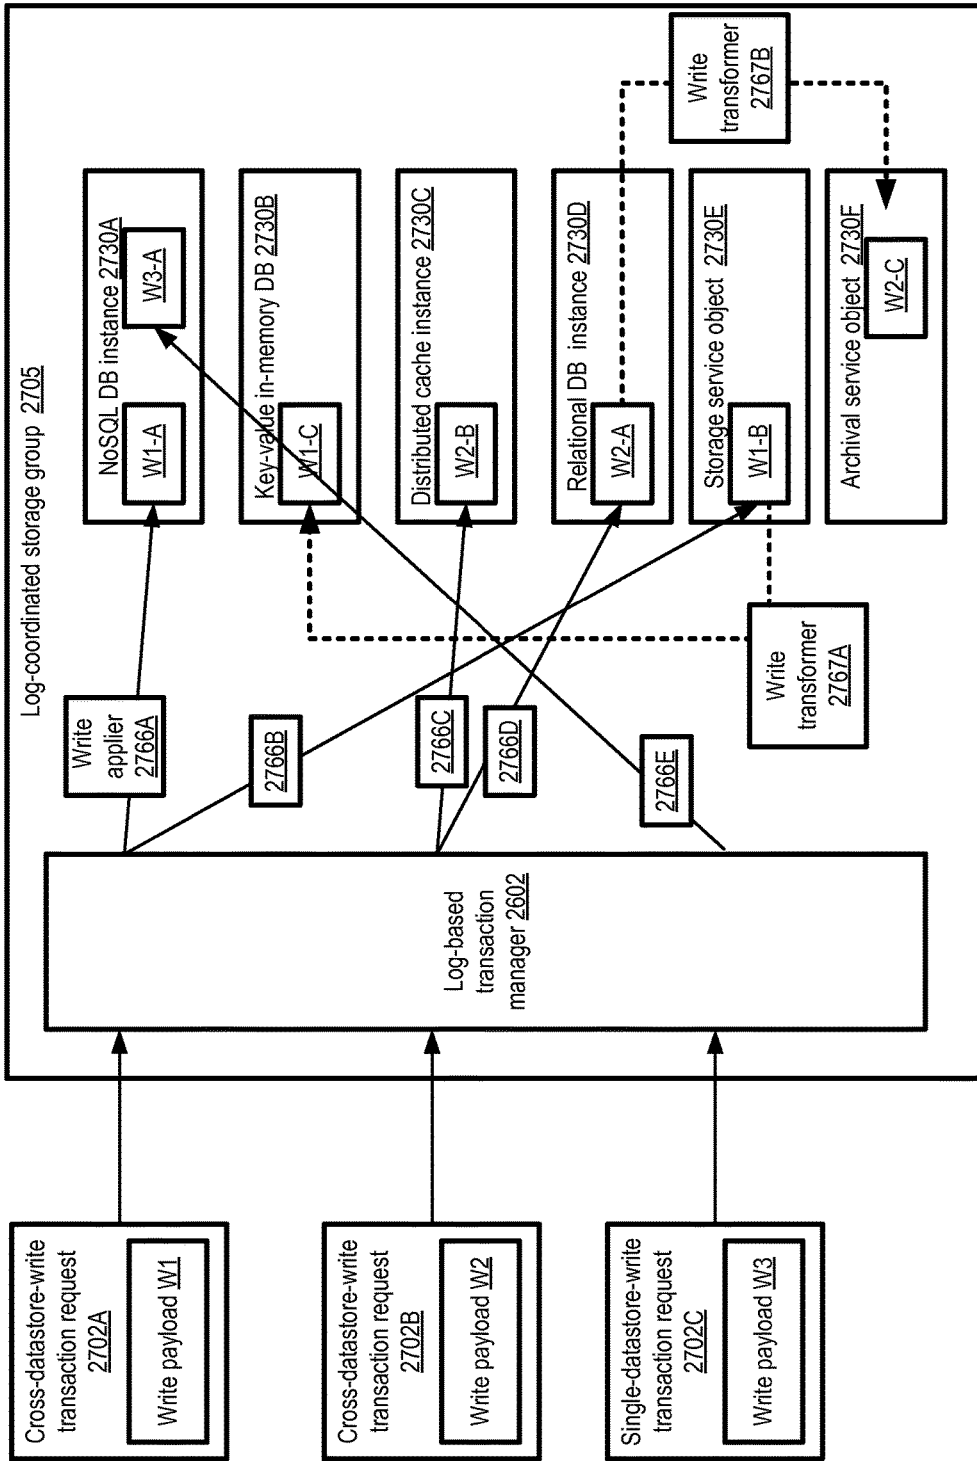 Log-coordinated storage group 2705
Cross-datastore-write
transaction request
2702A
Write payload W1
Cross-datastore-write
transaction request
2702B
Write payload W2
Single-datastore-write
transaction request
2702C
Write payload W3
Log-based
transaction
manager 2602
Write
applier
2766A
2766B
2766C
2766D
2766E
Write
transformer
2767A
NoSQL DB instance 2730A
W1-A
W3-A
Key-value in-memory DB 2730B
W1-C
Distributed cache instance 2730C
W2-B
Relational DB instance 2730D
W2-A
Storage service object 2730E
W1-B
Archival service object 2730F
W2-C
Write
transformer
2767B